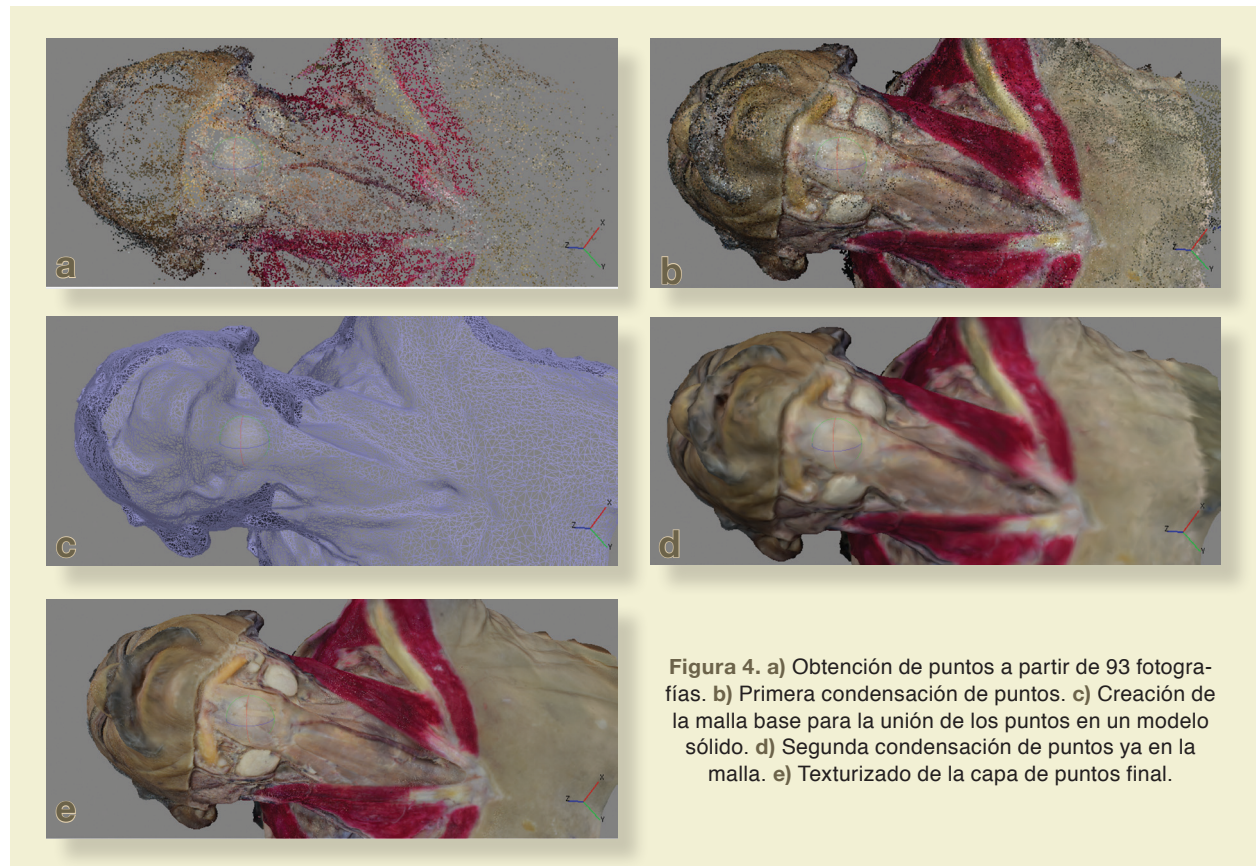 a
b
c
d
e
Z
X
Y
Z
X
Y
Z
X
Y
Z
X
Y
Z
X
Y
Figura 4. a) Obtención de puntos a partir de 93 fotogra-
fías. b) Primera condensación de puntos. c) Creación de
la malla base para la unión de los puntos en un modelo
sólido. d) Segunda condensación de puntos ya en la
malla. e) Texturizado de la capa de puntos final.